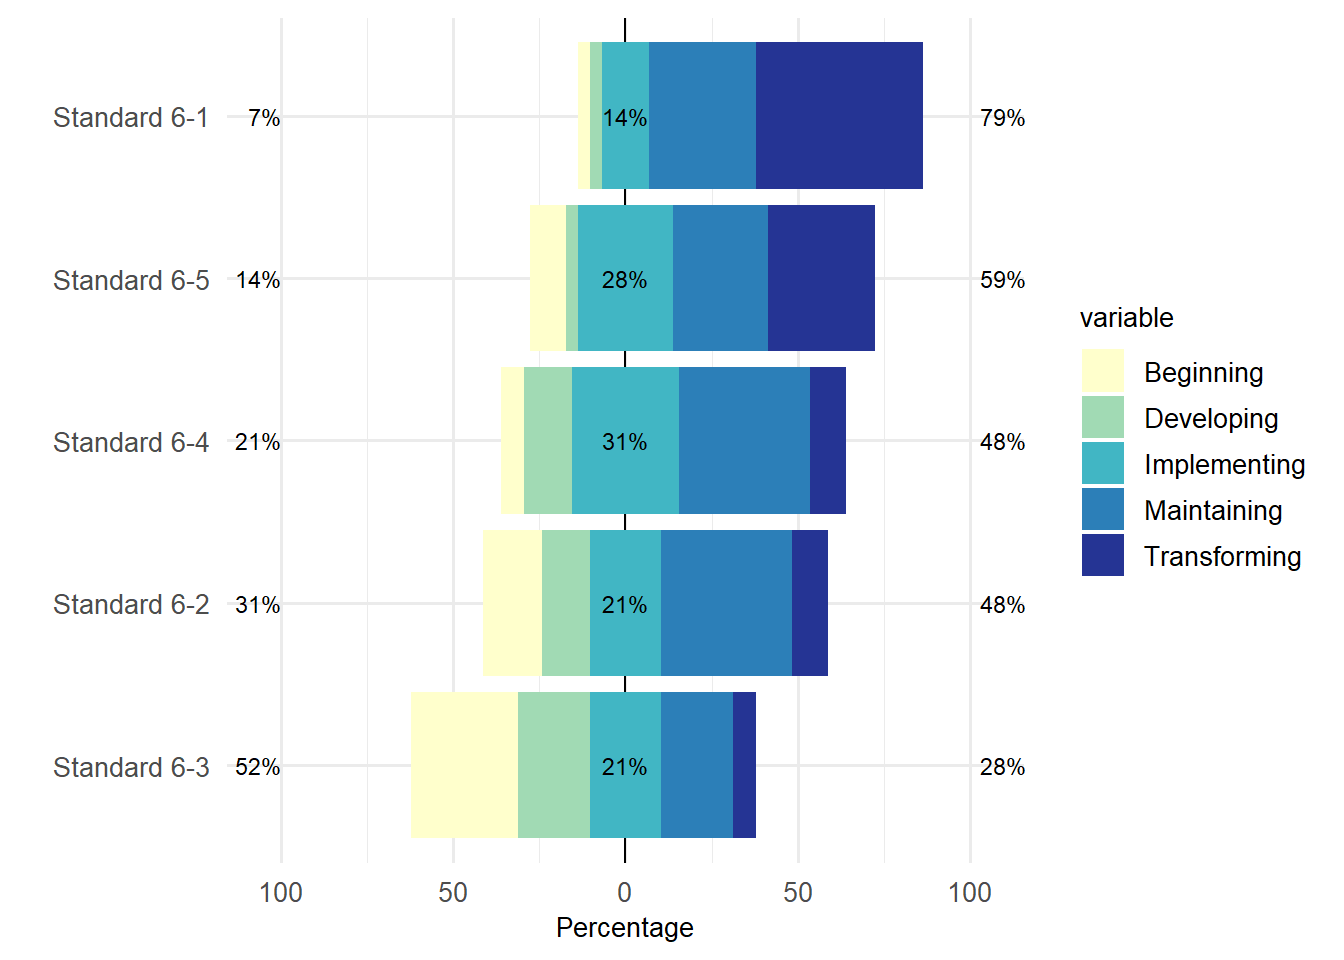 Standard 6-1 7% 14% 79%
Standard 6-5 14% 28% 59%
Standard 6-4 21% 31% 48%
Standard 6-2 31% 21% 48%
Standard 6-3 52% 21% 28%
100 50 0 50 100
Percentage
variable
Beginning
Developing
Implementing
Maintaining
Transforming